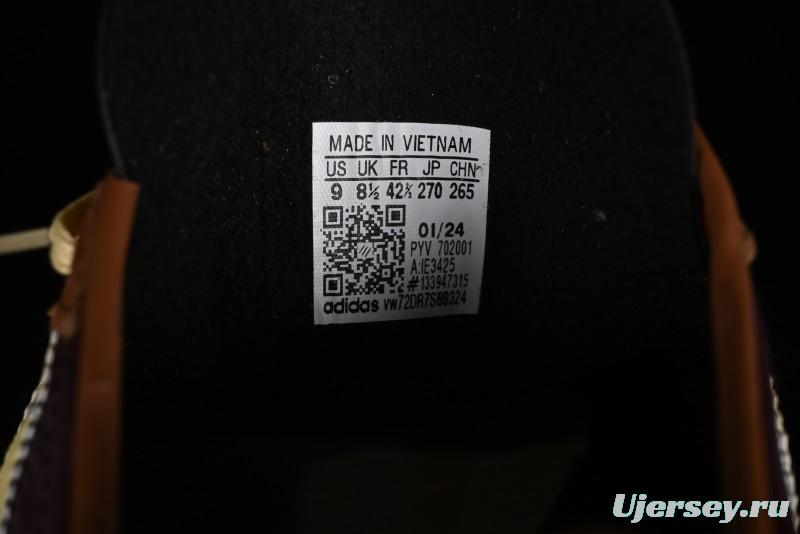 MADE IN VIETNAM
US UK FR JP CHN
9 8½ 42⅔ 270 265
01/24
PYV 702001
A:IE3425
#133947315
adidas VW72DR7S88324
Ujersey.ru